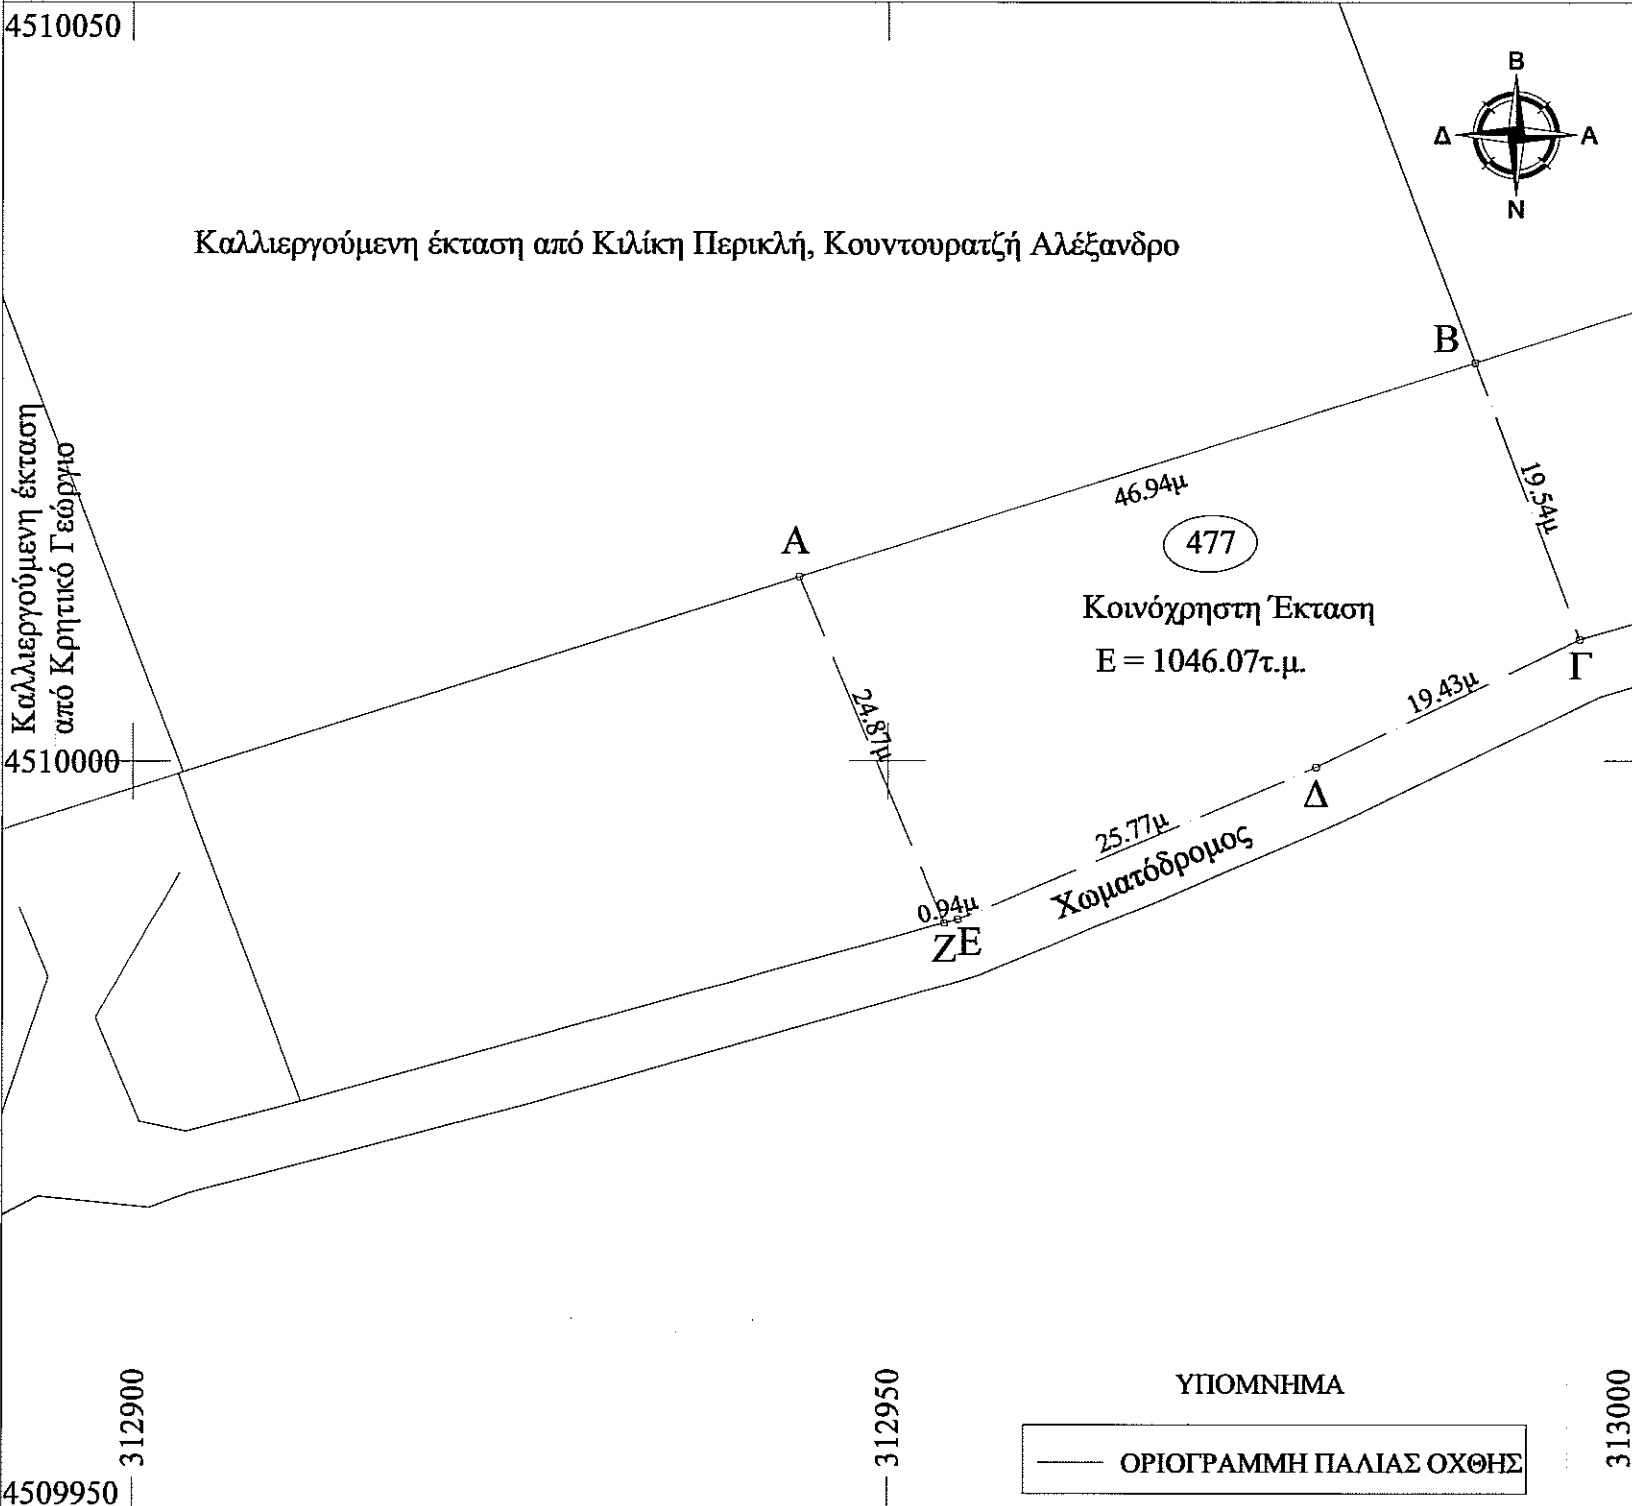 4510050
Β
Δ
Α
Ν
Καλλιεργούμενη έκταση από Κιλίκη Περικλή, Κουντουρατζή Αλέξανδρο
Β
Καλλιεργούμενη έκταση
από Κρητικό Γεώργιο
46.94μ
19.54μ
Α
477
Κοινόχρηστη Έκταση
Ε = 1046.07τ.μ.
Γ
19.43μ
24.87μ
4510000
Δ
25.77μ
Χωματόδρομος
0.94μ
Ζ
Ε
312900
312950
313000
ΥΠΟΜΝΗΜΑ
ΟΡΙΟΓΡΑΜΜΗ ΠΑΛΙΑΣ ΟΧΘΗΣ
4509950